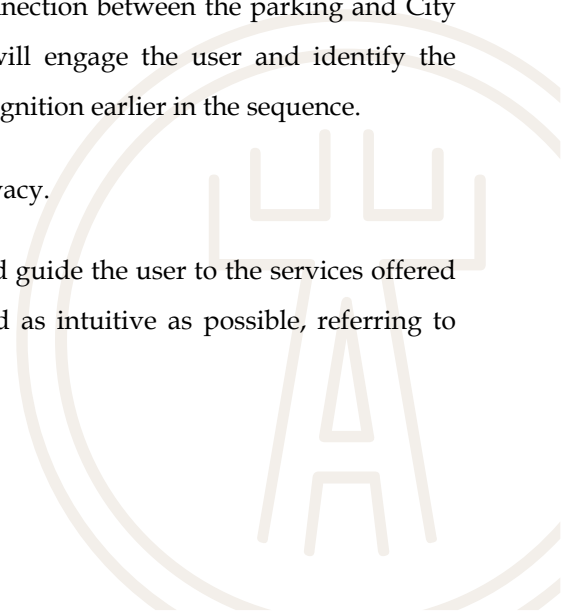 nnection between the parking and City
will engage the user and identify the
gnition earlier in the sequence.
vacy.
d guide the user to the services offered
d as intuitive as possible, referring to